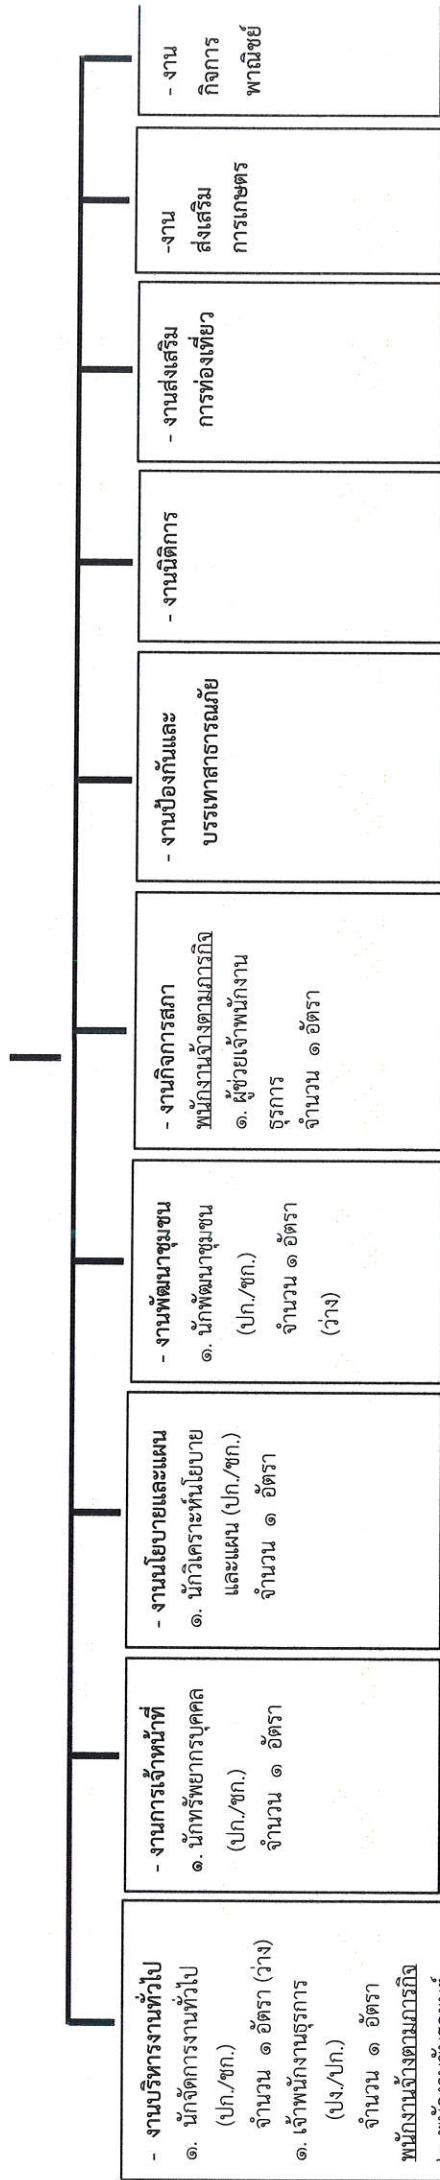 - งานบริหารงานทั่วไป
๑. นักจัดการงานทั่วไป
(ปก./ชก.)
จำนวน ๑ อัตรา (ว่าง)
๑. เจ้าพนักงานธุรการ
(ปง./ปก.)
จำนวน ๑ อัตรา
พนักงานจ้างตามภารกิจ
- งานการเจ้าหน้าที่
๑. นักทรัพยากรบุคคล
(ปก./ชก.)
จำนวน ๑ อัตรา
- งานนโยบายและแผน
๑. นักวิเคราะห์นโยบาย
และแผน (ปก./ชก.)
จำนวน ๑ อัตรา
- งานพัฒนาชุมชน
๑. นักพัฒนาชุมชน
(ปก./ชก.)
จำนวน ๑ อัตรา
(ว่าง)
- งานกิจการสภา
พนักงานจ้างตามภารกิจ
๑. ผู้ช่วยเจ้าพนักงาน
ธุรการ
จำนวน ๑ อัตรา
- งานป้องกันและ
บรรเทาสาธารณภัย
- งานนิติการ
- งานส่งเสริม
การท่องเที่ยว
-งาน
ส่งเสริม
การเกษตร
- งาน
กิจการ
พาณิชย์